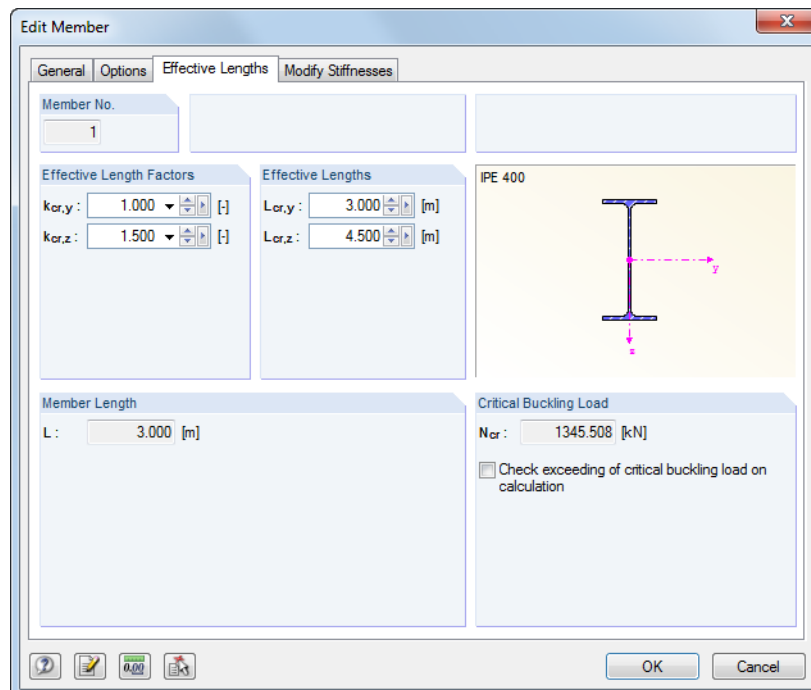 Edit Member
General Options Effective Lengths Modify Stiffnesses
Member No.
1
Effective Length Factors
kcr,y : 1.000 [-]
kcr,z : 1.500 [-]
Effective Lengths
Lcr,y : 3.000 [m]
Lcr,z : 4.500 [m]
IPE 400
y
z
Member Length
L : 3.000 [m]
Critical Buckling Load
Ncr : 1345.508 [kN]
Check exceeding of critical buckling load on
calculation
0.00
OK Cancel